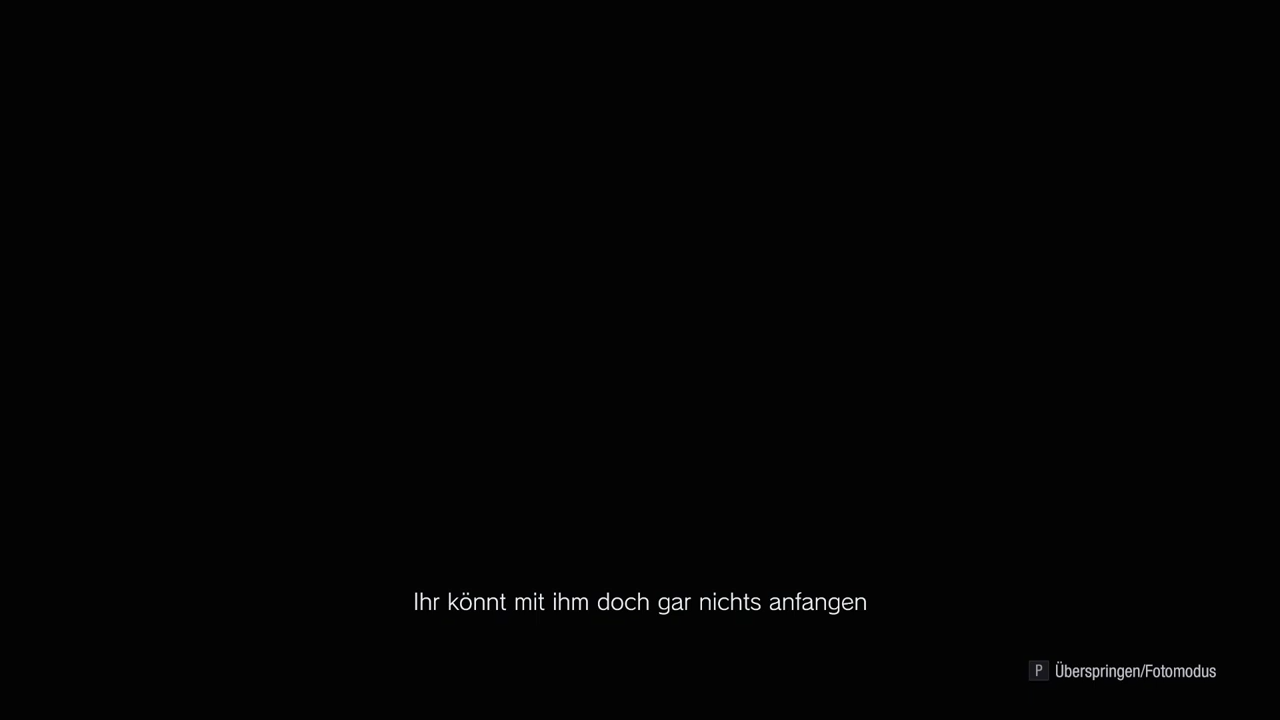 Ihr könnt mit ihm doch gar nichts anfangen
P Überspringen/Fotomodus